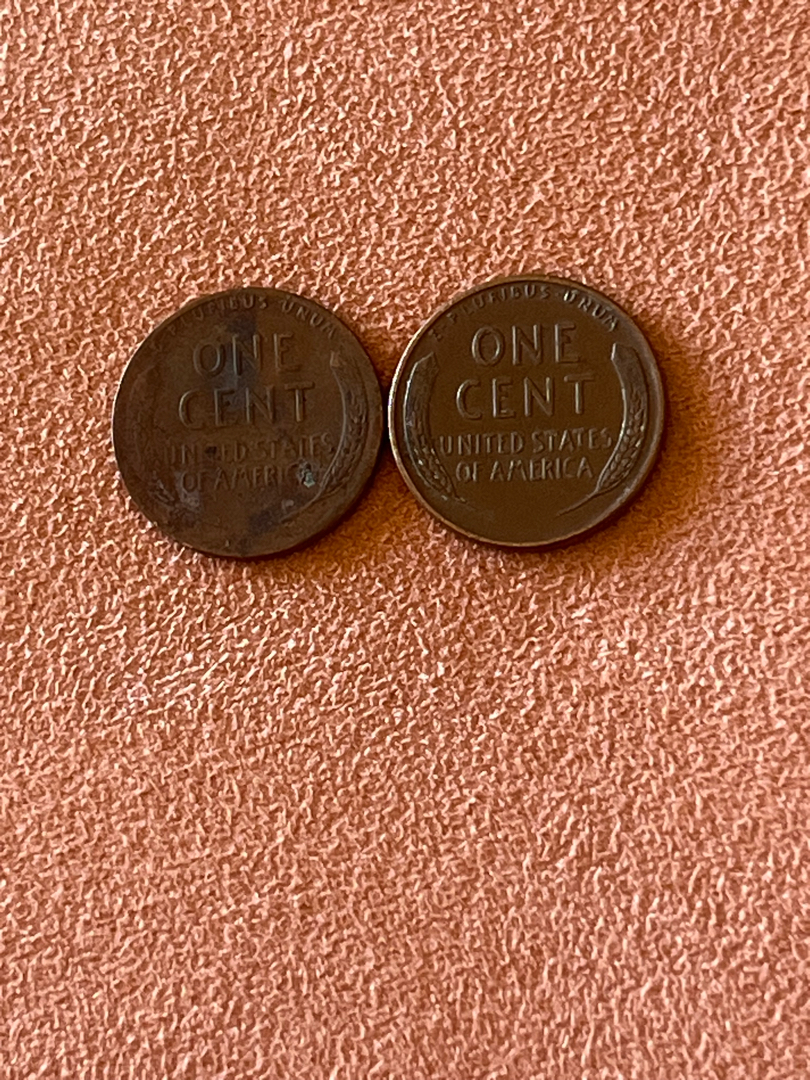 E·PLURIBUS·UNUM
ONE
CENT
UNITED STATES
OF AMERICA
E·PLURIBUS·UNUM
ONE
CENT
UNITED STATES
OF AMERICA